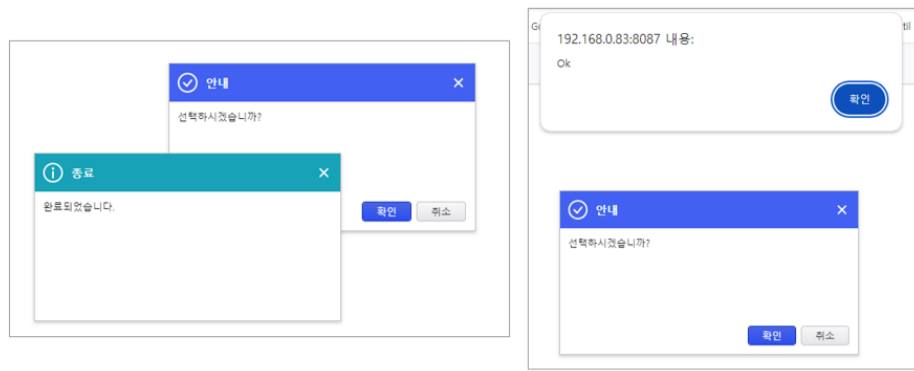 안내
선택하시겠습니까?
종료
완료되었습니다.
확인 취소
192.168.0.83:8087 내용:
Ok
확인
안내
선택하시겠습니까?
확인 취소